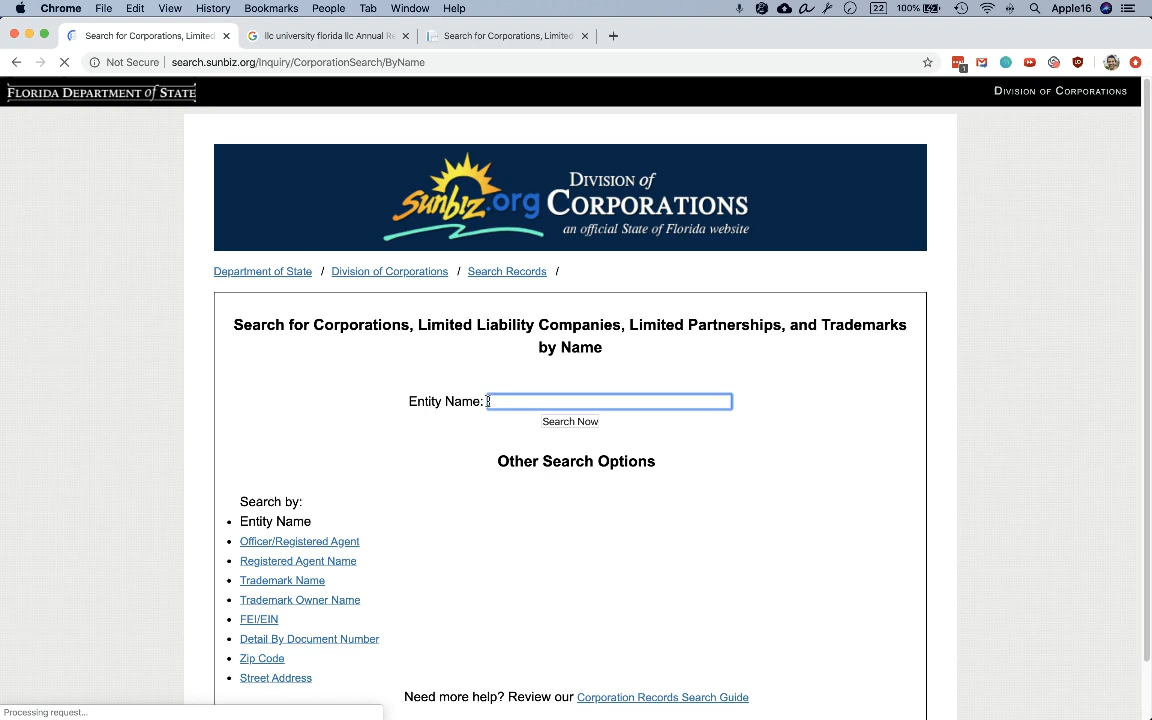 Chrome File Edit View History Bookmarks People Tab Window Help 22 100% Apple16
Search for Corporations, Limited llc university florida llc Annual Re Search for Corporations, Limited
Not Secure search.sunbiz.org/Inquiry/CorporationSearch/ByName
FLORIDA DEPARTMENT of STATE DIVISION OF CORPORATIONS
Sunbiz.org DIVISION of
CORPORATIONS
an official State of Florida website
Department of State / Division of Corporations / Search Records /
Search for Corporations, Limited Liability Companies, Limited Partnerships, and Trademarks
by Name
Entity Name:
Search Now
Other Search Options
Search by:
Entity Name
Officer/Registered Agent
Registered Agent Name
Trademark Name
Trademark Owner Name
FEI/EIN
Detail By Document Number
Zip Code
Street Address
Need more help? Review our Corporation Records Search Guide
Processing request...